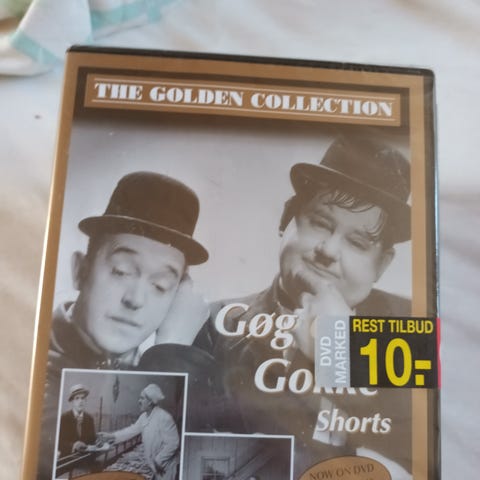 THE GOLDEN COLLECTION
Gøg
Gokke
Shorts
DVD
MARKED
REST TILBUD
10.-
NOW ON DVD